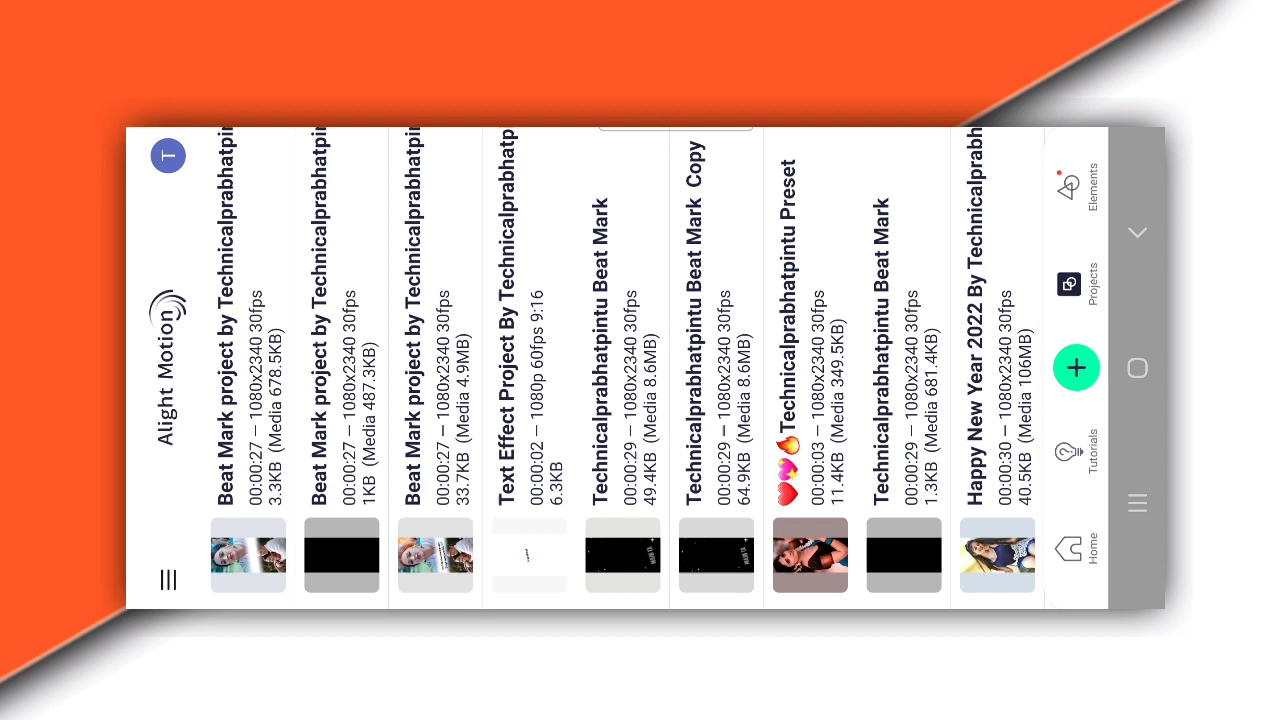 Alight Motion
T
Beat Mark project by Technicalprabhatpin
00:00:27 — 1080x2340 30fps
3.3KB (Media 678.5KB)
Beat Mark project by Technicalprabhatpin
00:00:27 — 1080x2340 30fps
1KB (Media 487.3KB)
Beat Mark project by Technicalprabhatpin
00:00:27 — 1080x2340 30fps
33.7KB (Media 4.9MB)
Text Effect Project By Technicalprabhatp
00:00:02 — 1080p 60fps 9:16
6.3KB
Technicalprabhatpintu Beat Mark
00:00:29 — 1080x2340 30fps
49.4KB (Media 8.6MB)
Technicalprabhatpintu Beat Mark Copy
00:00:29 — 1080x2340 30fps
64.9KB (Media 8.6MB)
❤️💖🔥Technicalprabhatpintu Preset
00:00:03 — 1080x2340 30fps
11.4KB (Media 349.5KB)
Technicalprabhatpintu Beat Mark
00:00:29 — 1080x2340 30fps
1.3KB (Media 681.4KB)
Happy New Year 2022 By Technicalprabh
00:00:30 — 1080x2340 30fps
40.5KB (Media 106MB)
Home
Tutorials
Projects
Elements